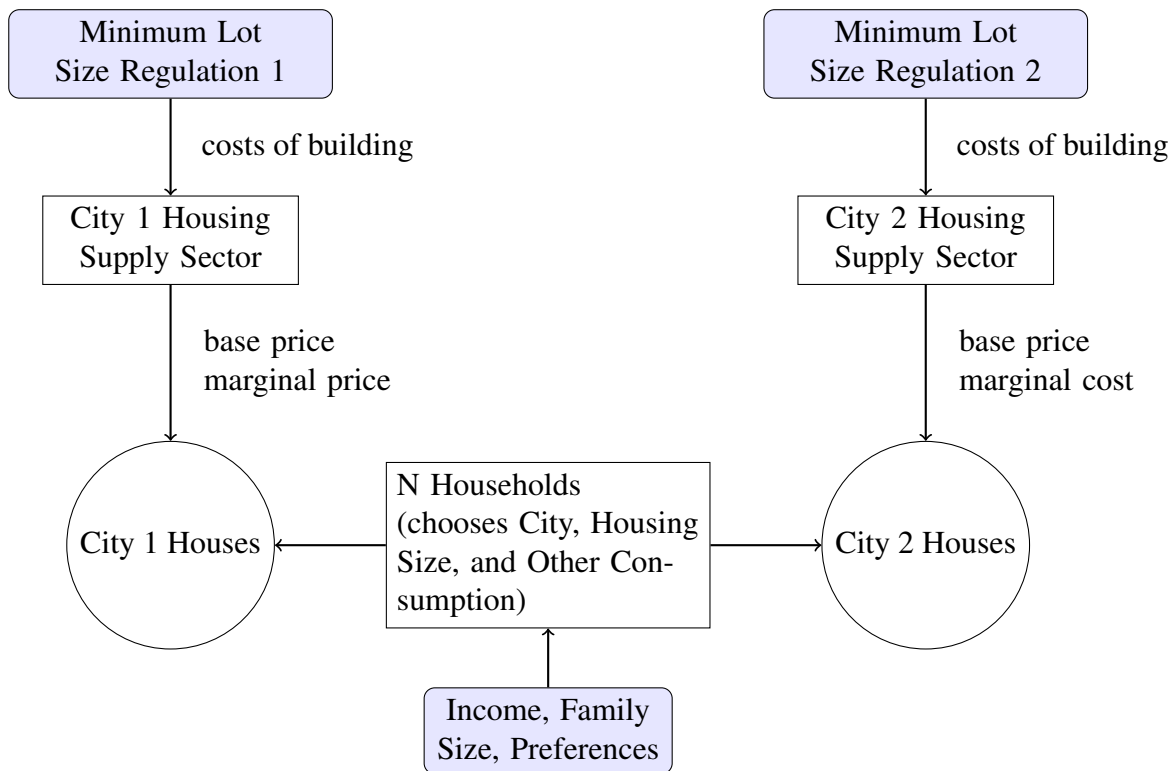 Minimum Lot
Size Regulation 1
Minimum Lot
Size Regulation 2
costs of building
costs of building
City 1 Housing
Supply Sector
City 2 Housing
Supply Sector
base price
marginal price
base price
marginal cost
City 1 Houses
N Households
(chooses City, Housing
Size, and Other Con-
sumption)
City 2 Houses
Income, Family
Size, Preferences